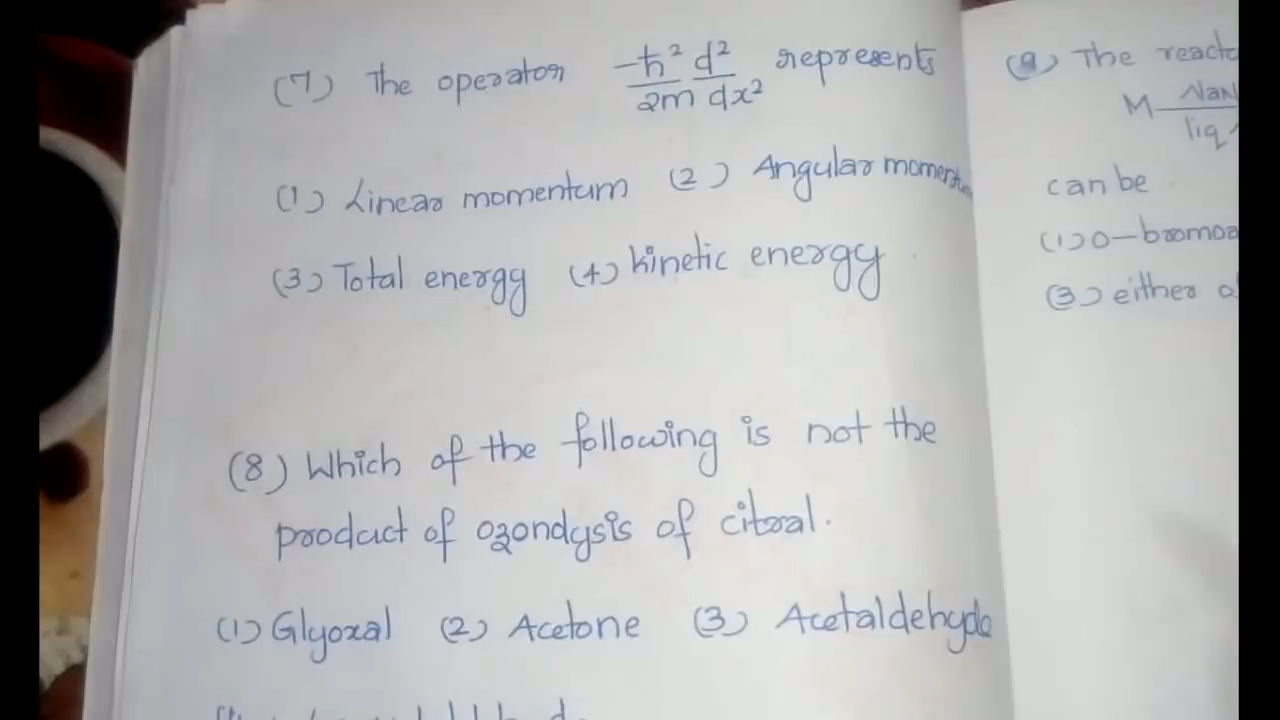 (7) The operator -ħ²/2m d²/dx² represents
(1) Linear momentum (2) Angular momentum
(3) Total energy (4) Kinetic energy
(8) Which of the following is not the
product of ozonolysis of citral.
(1) Glyoxal (2) Acetone (3) Acetaldehyde
(9) The
M
liq
can be
(1) o-
(3) either